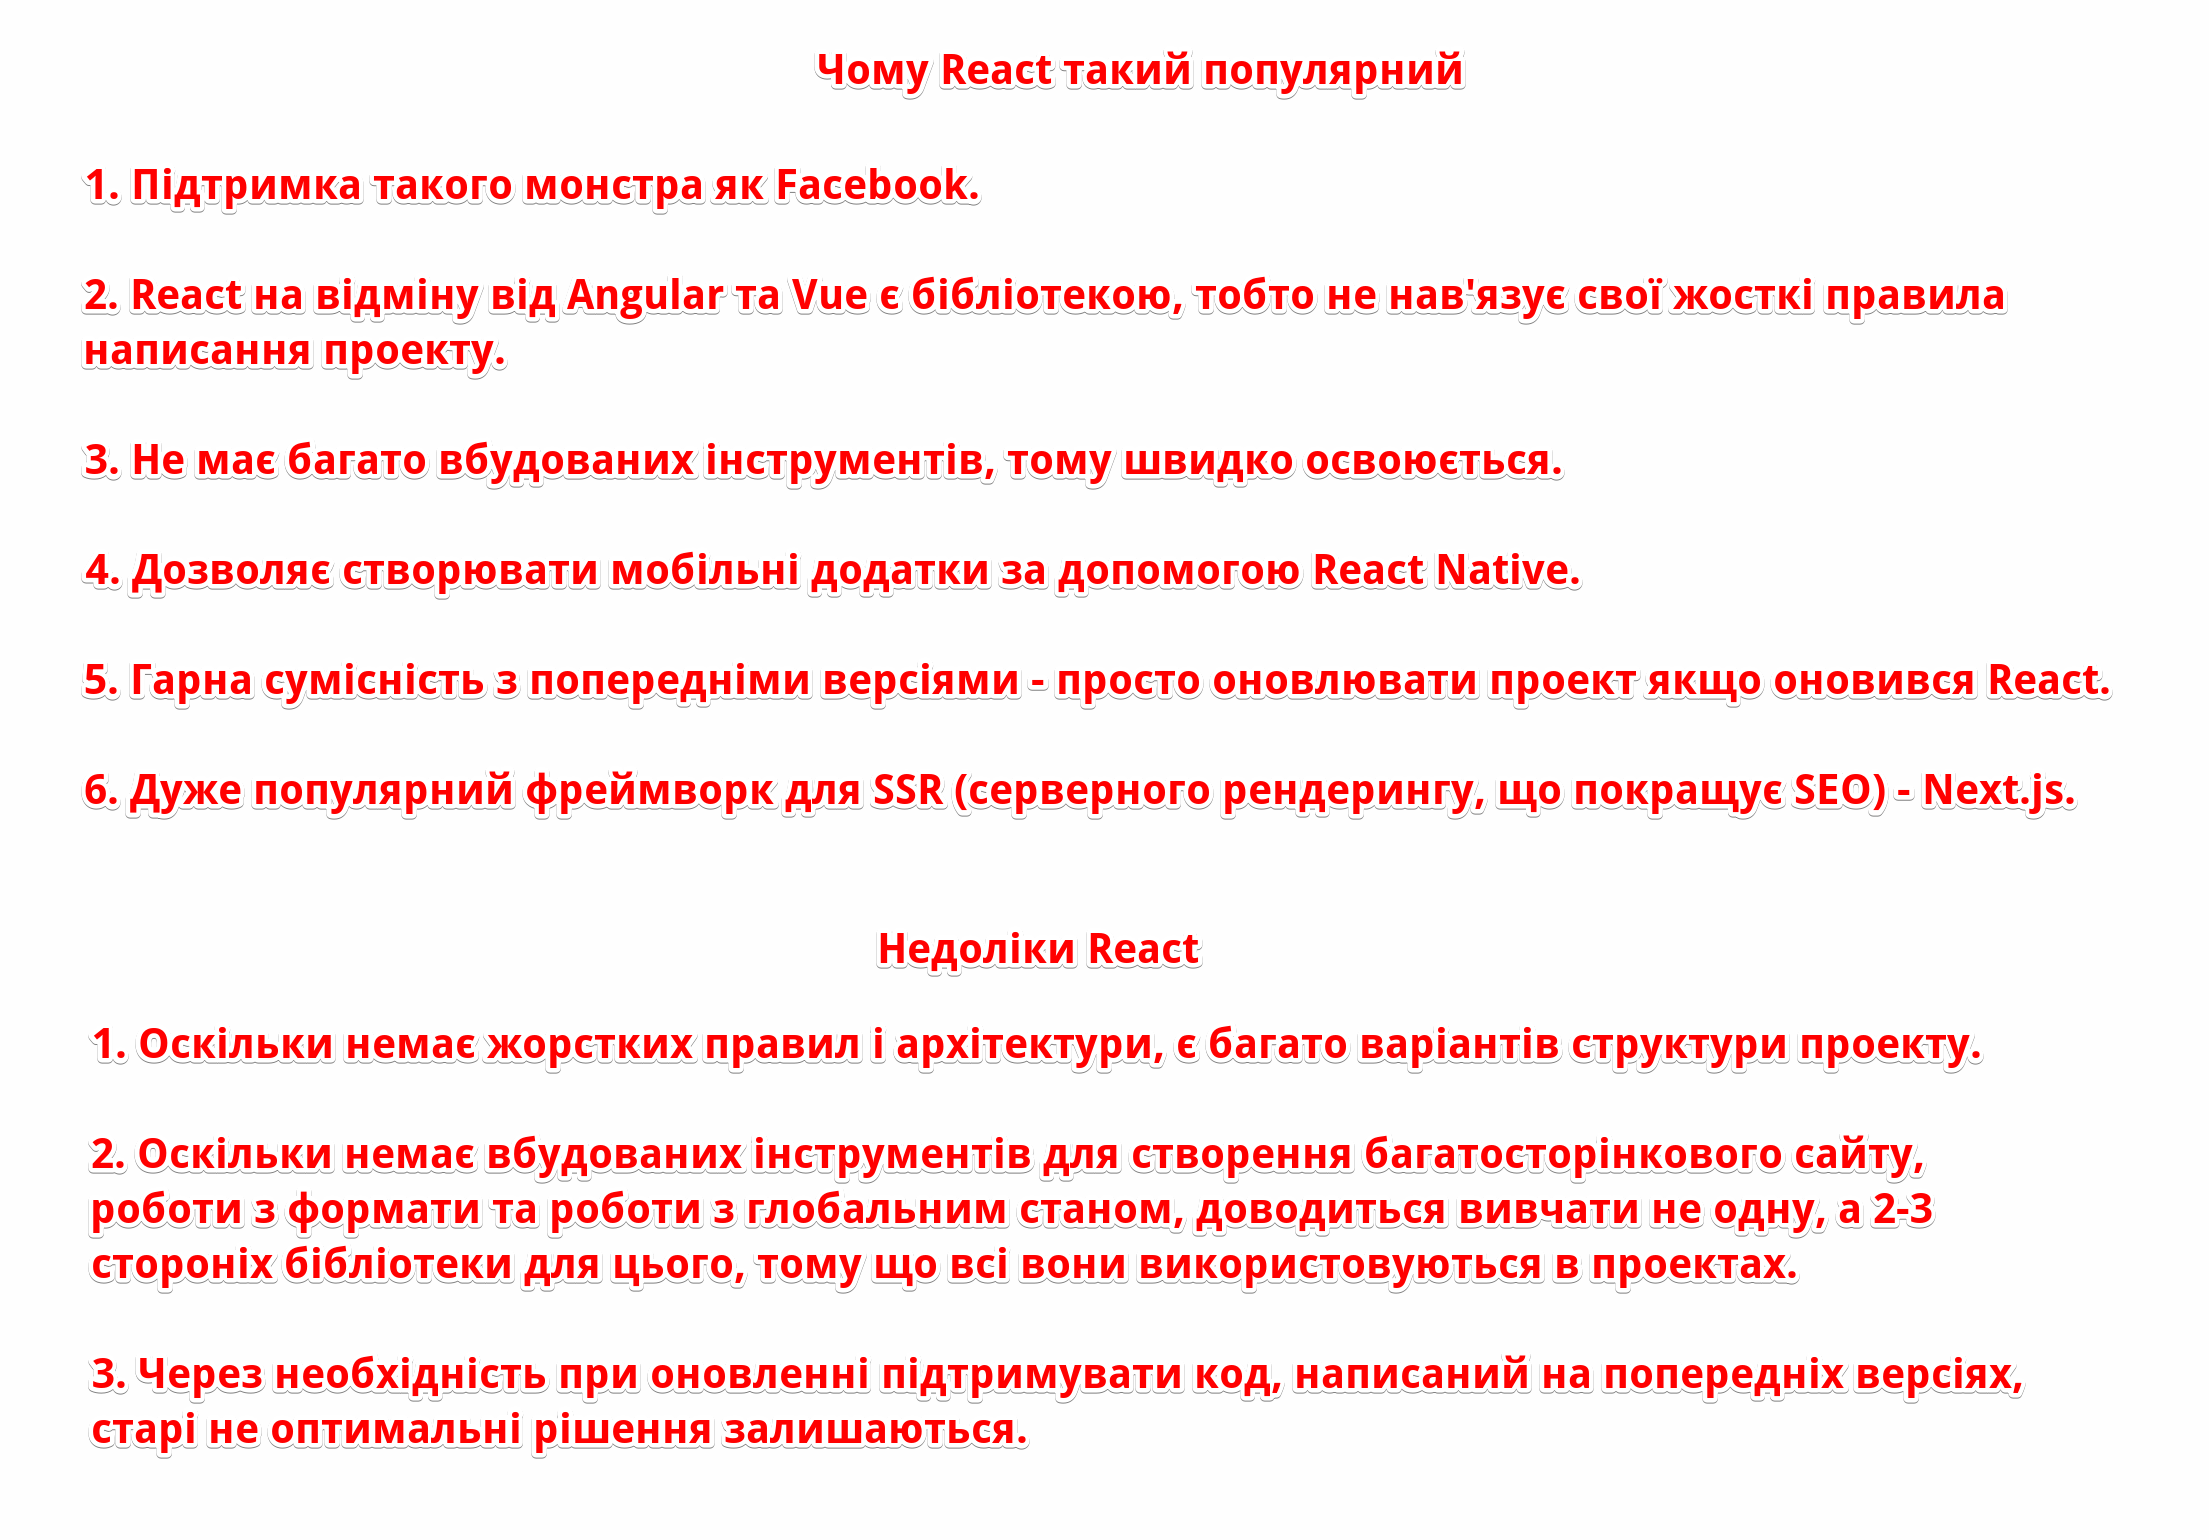 Чому React такий популярний
1. Підтримка такого монстра як Facebook.
2. React на відміну від Angular та Vue є бібліотекою, тобто не нав'язує свої жосткі правила
написання проекту.
3. Не має багато вбудованих інструментів, тому швидко освоюється.
4. Дозволяє створювати мобільні додатки за допомогою React Native.
5. Гарна сумісність з попередніми версіями - просто оновлювати проект якщо оновився React.
6. Дуже популярний фреймворк для SSR (серверного рендерингу, що покращує SEO) - Next.js.
Недоліки React
1. Оскільки немає жорстких правил і архітектури, є багато варіантів структури проекту.
2. Оскільки немає вбудованих інструментів для створення багатосторінкового сайту,
роботи з формати та роботи з глобальним станом, доводиться вивчати не одну, а 2-3
стороніх бібліотеки для цього, тому що всі вони використовуються в проектах.
3. Через необхідність при оновленні підтримувати код, написаний на попередніх версіях,
старі не оптимальні рішення залишаються.